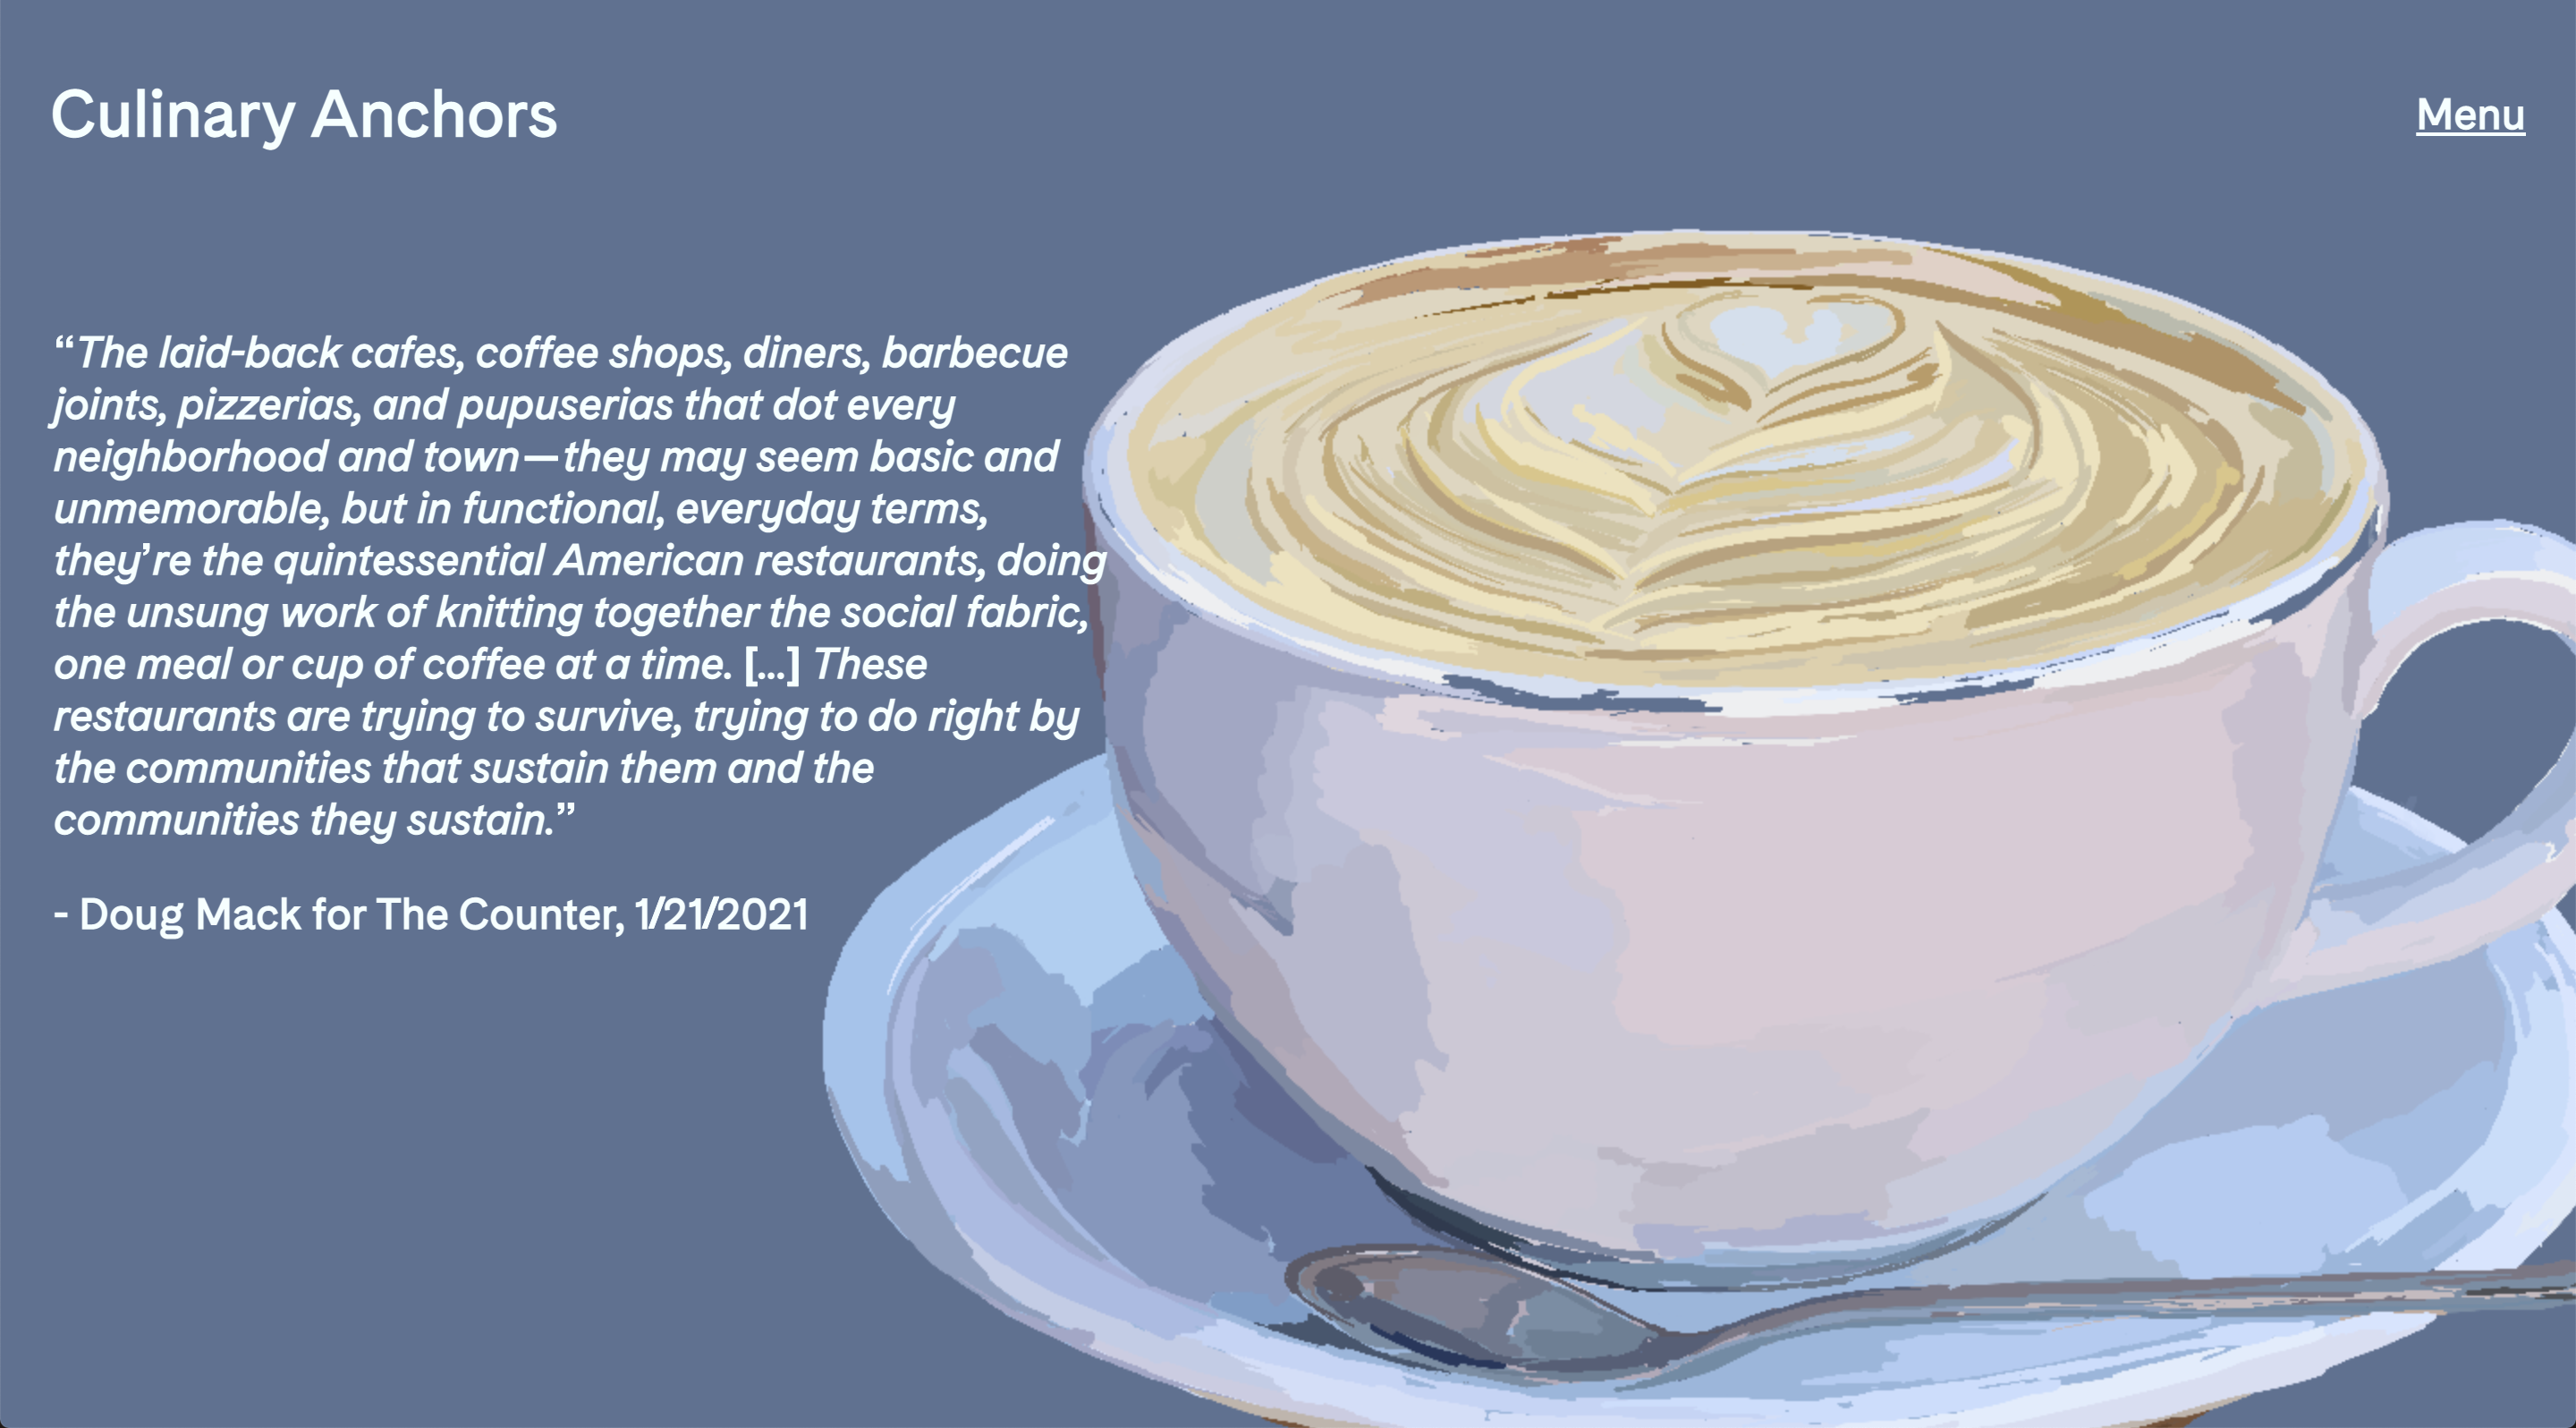 Culinary Anchors
Menu
“The laid-back cafes, coffee shops, diners, barbecue
joints, pizzerias, and pupuserias that dot every
neighborhood and town—they may seem basic and
unmemorable, but in functional, everyday terms,
they’re the quintessential American restaurants, doing
the unsung work of knitting together the social fabric,
one meal or cup of coffee at a time. [...] These
restaurants are trying to survive, trying to do right by
the communities that sustain them and the
communities they sustain.”
- Doug Mack for The Counter, 1/21/2021